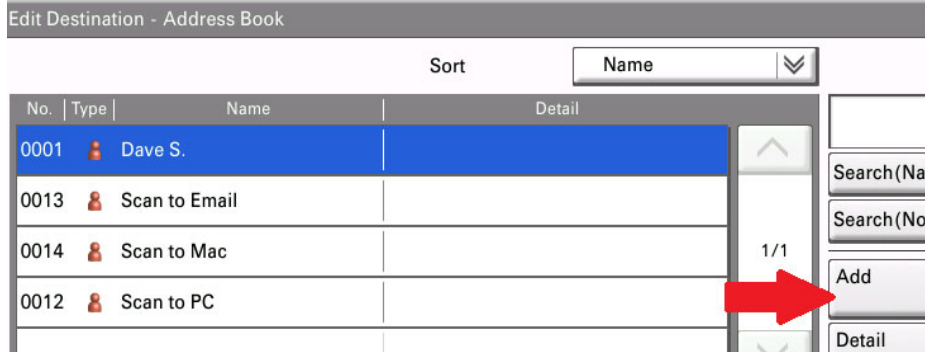 Edit Destination - Address Book
Sort Name
No. Type Name Detail
0001 Dave S.
0013 Scan to Email
0014 Scan to Mac
0012 Scan to PC
1/1
Search(Na
Search(No
Add
Detail